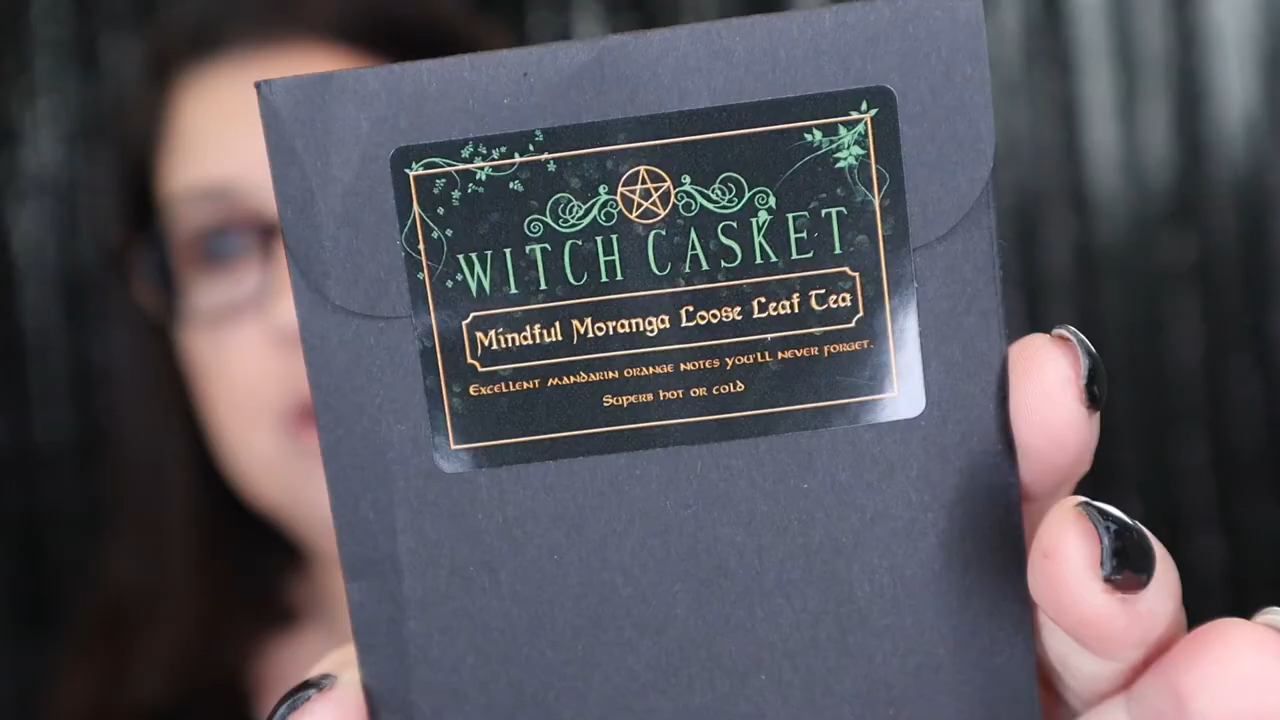 WITCH CASKET
Mindful Moranga Loose Leaf Tea
Excellent mandarin orange notes you'll never forget.
Superb hot or cold